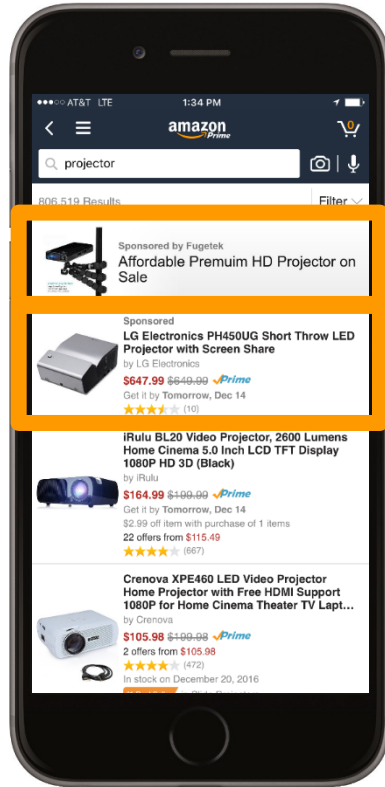 AT&T LTE 1:34 PM
amazon
Prime
0
projector
806,519 Results Filter
Sponsored by Fugetek
Affordable Premuim HD Projector on
Sale
Sponsored
LG Electronics PH450UG Short Throw LED
Projector with Screen Share
by LG Electronics
$647.99 $649.99 Prime
Get it by Tomorrow, Dec 14
(10)
iRulu BL20 Video Projector, 2600 Lumens
Home Cinema 5.0 Inch LCD TFT Display
1080P HD 3D (Black)
by iRulu
$164.99 $199.99 Prime
Get it by Tomorrow, Dec 14
$2.99 off item with purchase of 1 items
22 offers from $115.49
(667)
Crenova XPE460 LED Video Projector
Home Projector with Free HDMI Support
1080P for Home Cinema Theater TV Lapt...
by Crenova
$105.98 $199.98 Prime
2 offers from $105.98
(472)
In stock on December 20, 2016